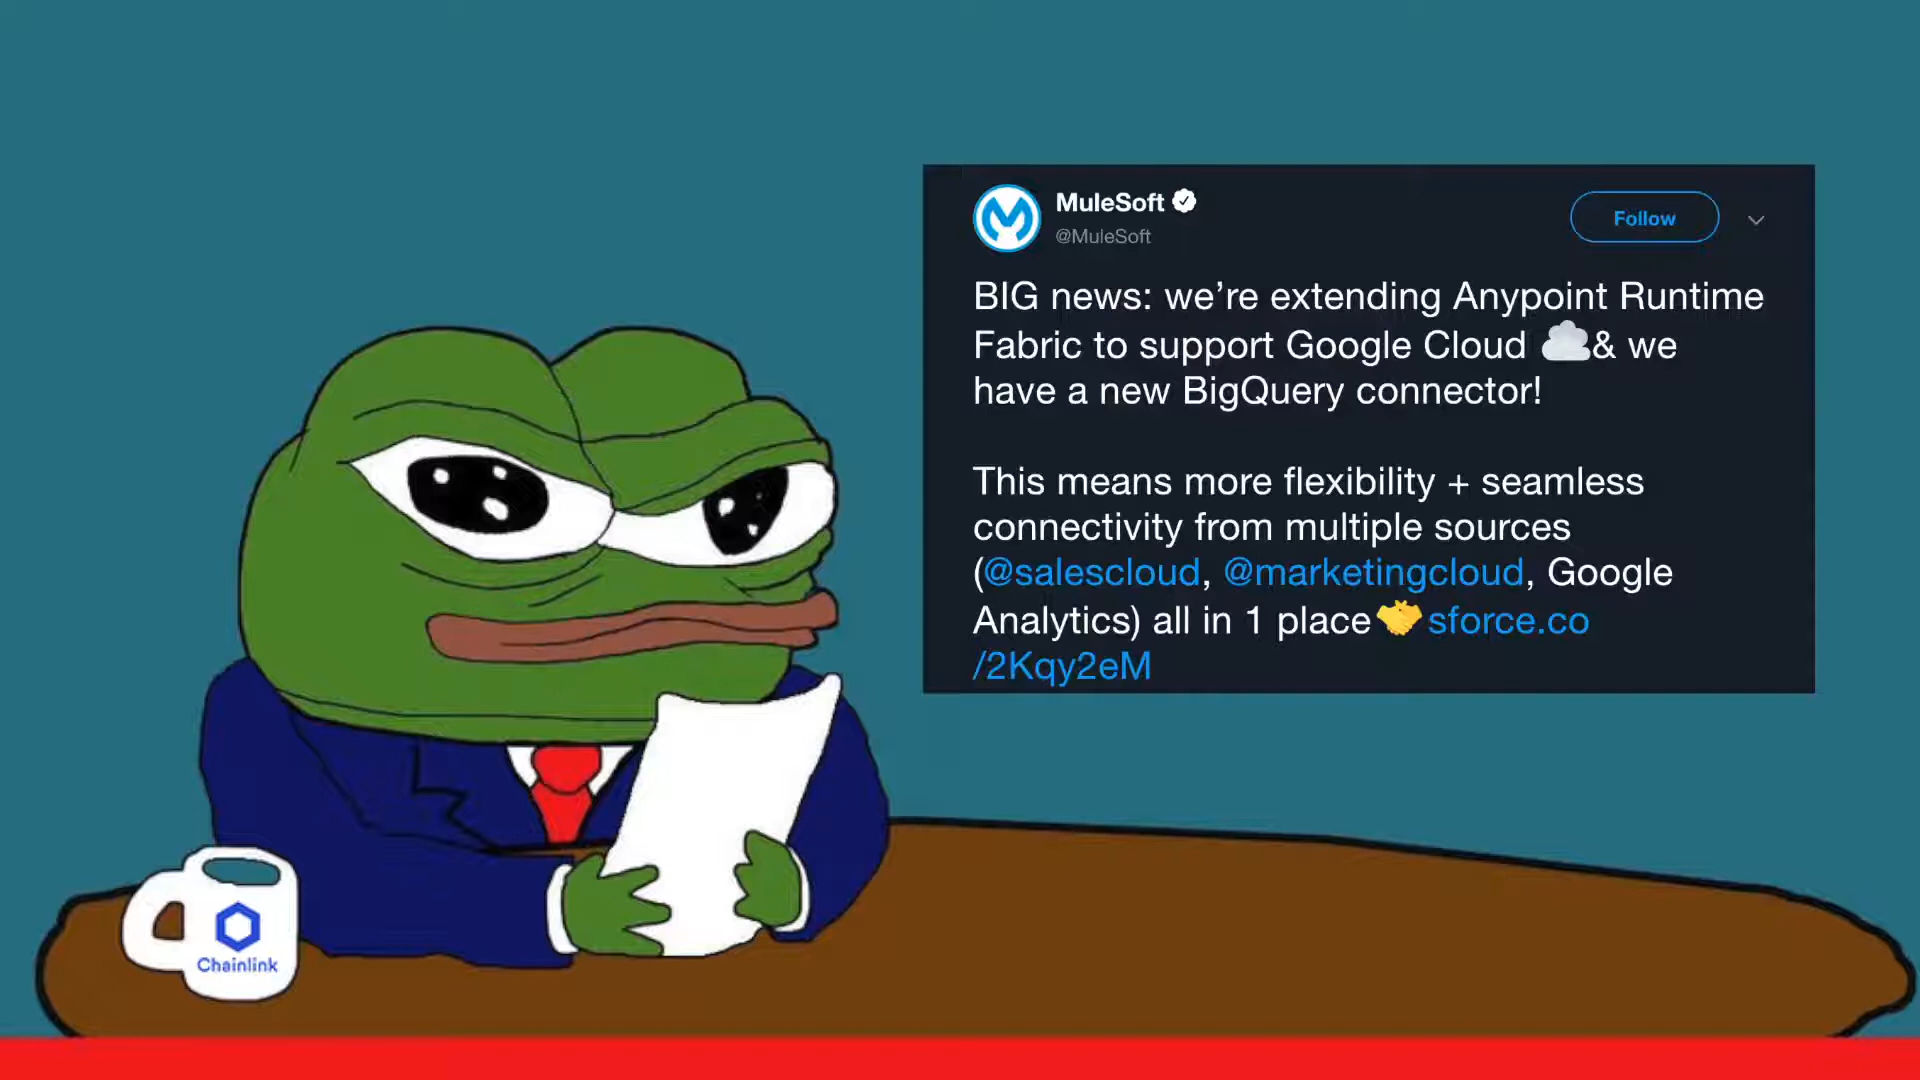 MuleSoft
@MuleSoft
Follow
BIG news: we’re extending Anypoint Runtime
Fabric to support Google Cloud ☁️& we
have a new BigQuery connector!
This means more flexibility + seamless
connectivity from multiple sources
(@salescloud, @marketingcloud, Google
Analytics) all in 1 place🤝sforce.co
/2Kqy2eM
Chainlink